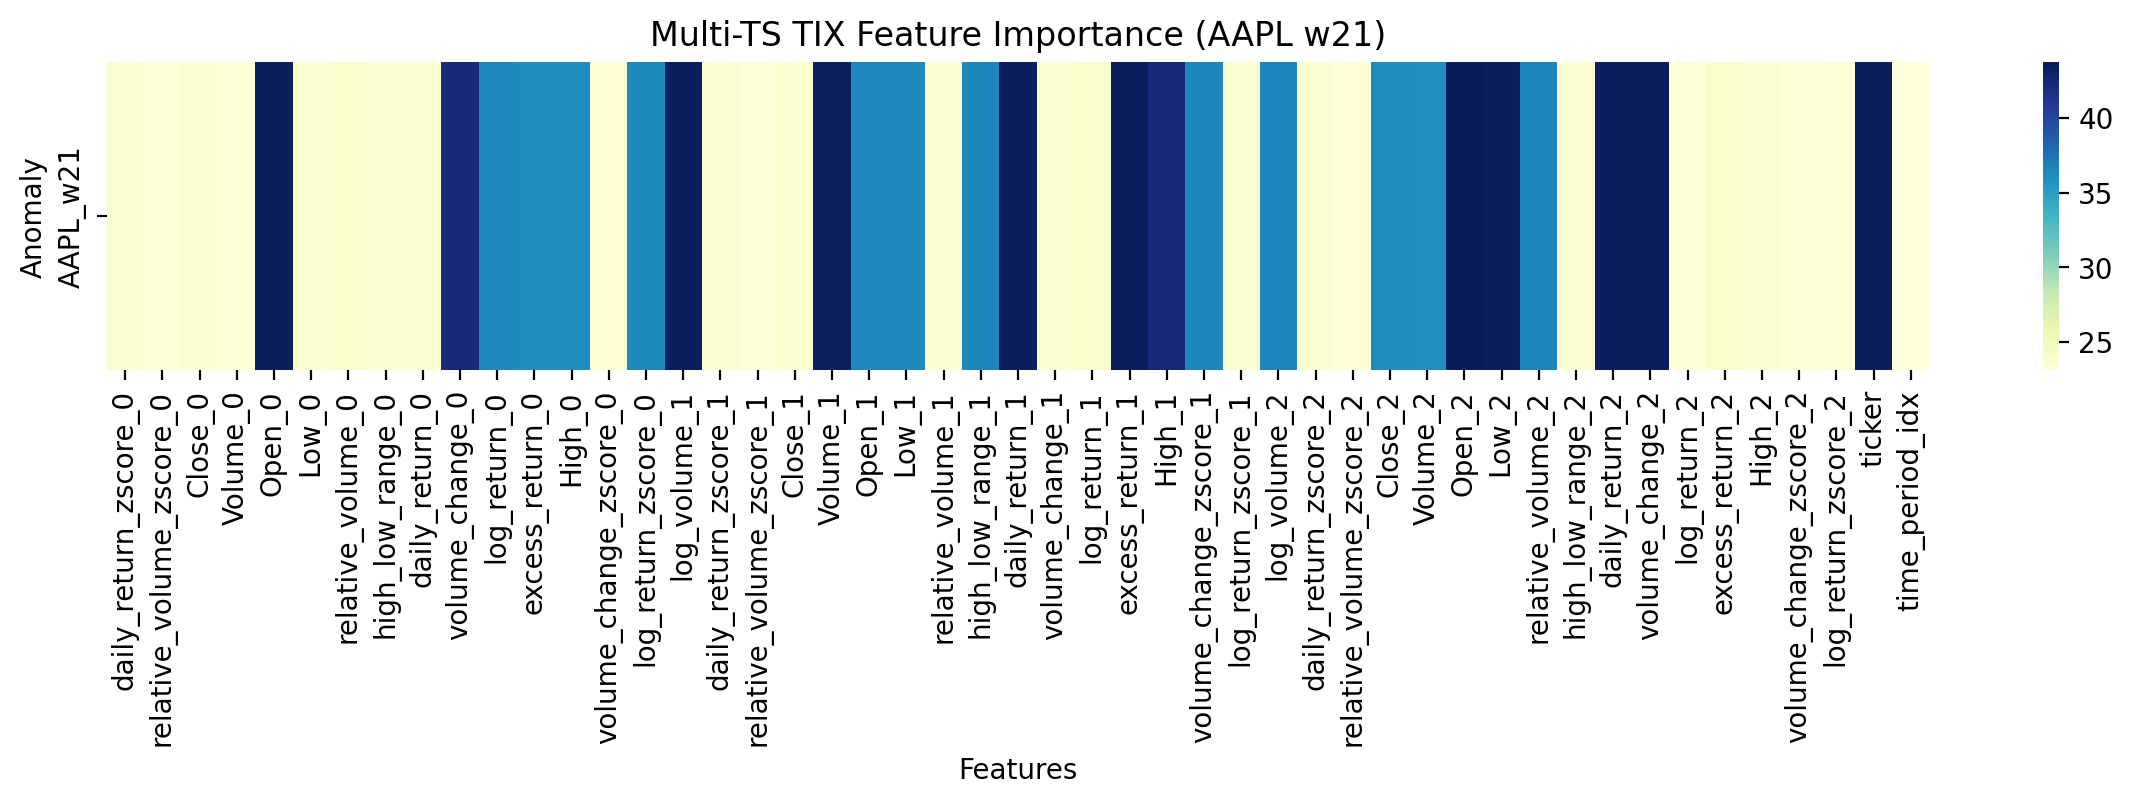 Multi-TS TIX Feature Importance (AAPL w21)
Anomaly
AAPL_w21
40
35
30
25
daily_return_zscore_0
relative_volume_zscore_0
Close_0
Volume_0
Open_0
Low_0
relative_volume_0
high_low_range_0
daily_return_0
volume_change_0
log_return_0
excess_return_0
High_0
volume_change_zscore_0
log_return_zscore_0
log_volume_1
daily_return_zscore_1
relative_volume_zscore_1
Close_1
Volume_1
Open_1
Low_1
relative_volume_1
high_low_range_1
daily_return_1
volume_change_1
log_return_1
excess_return_1
High_1
volume_change_zscore_1
log_return_zscore_1
log_volume_2
daily_return_zscore_2
relative_volume_zscore_2
Close_2
Volume_2
Open_2
Low_2
relative_volume_2
high_low_range_2
daily_return_2
volume_change_2
log_return_2
excess_return_2
High_2
volume_change_zscore_2
log_return_zscore_2
ticker
time_period_idx
Features